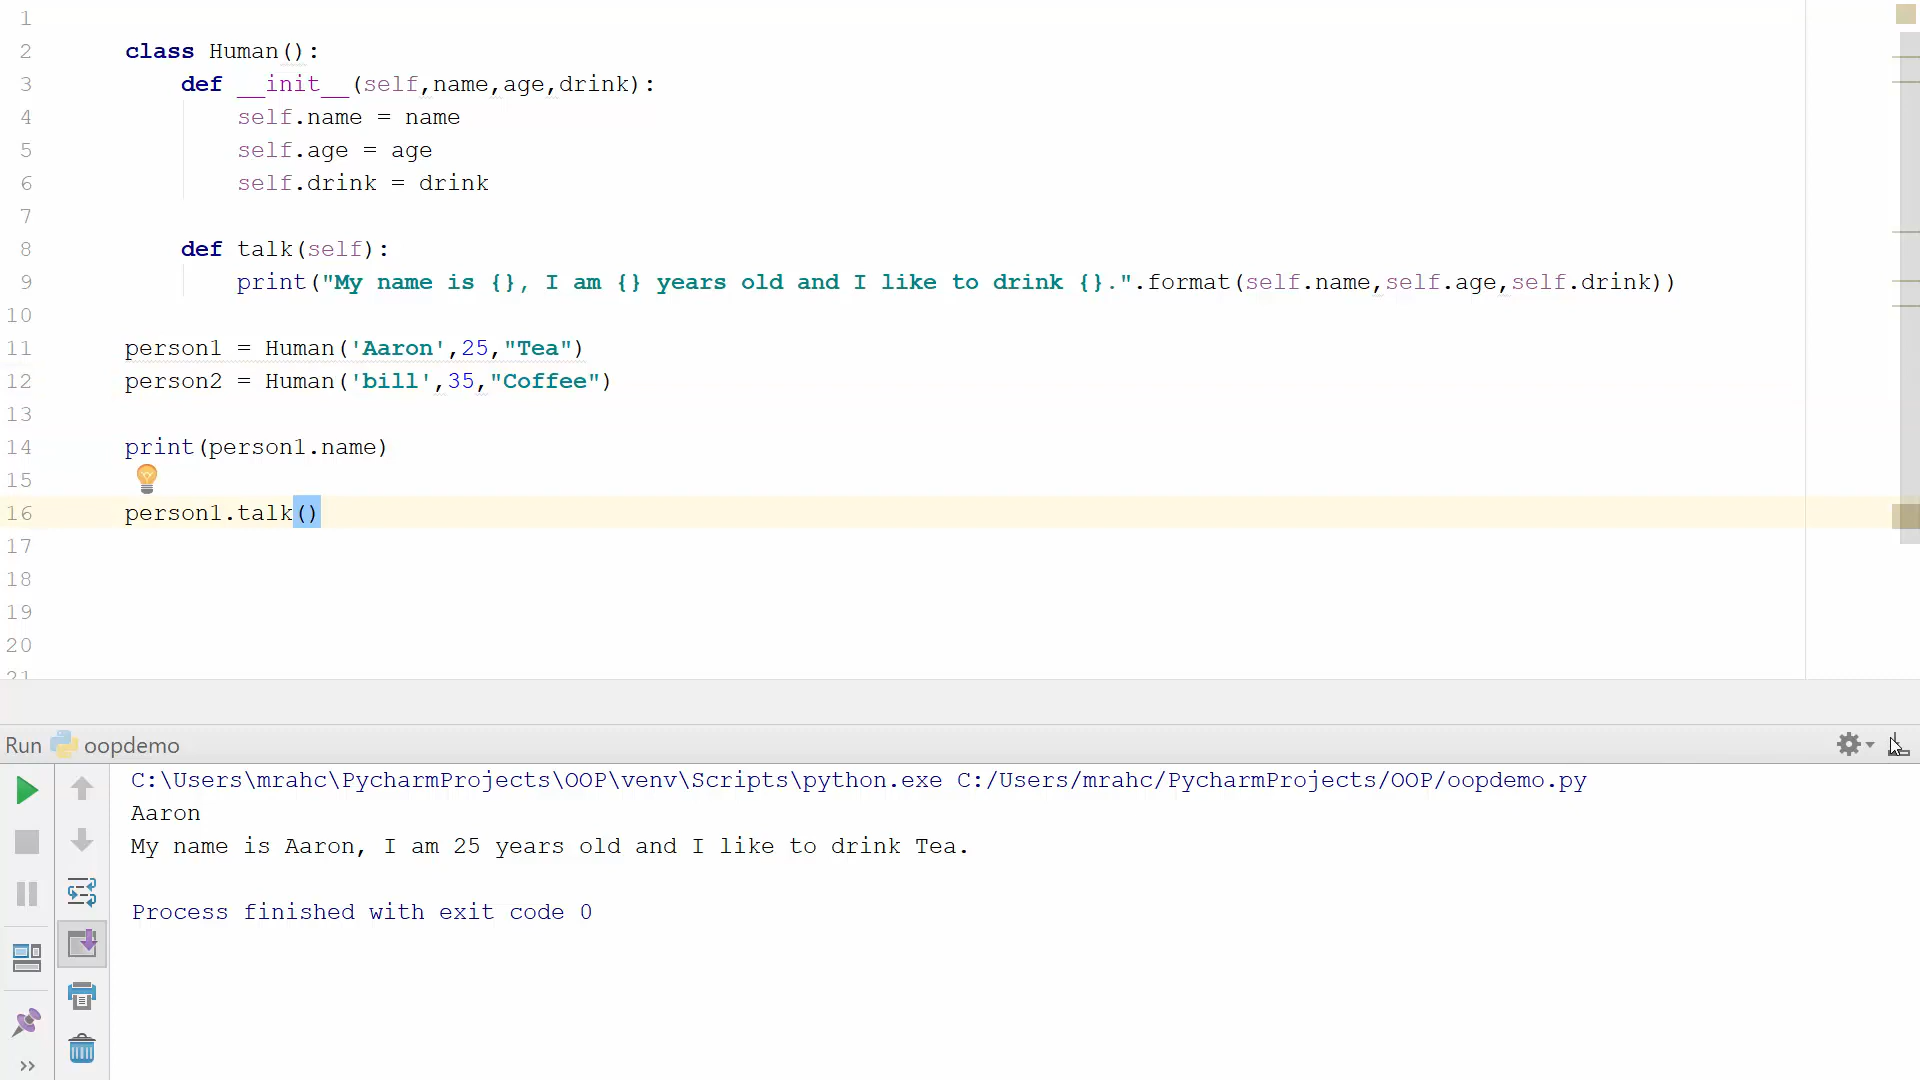 1
2 class Human():
3 def __init__(self,name,age,drink):
4 self.name = name
5 self.age = age
6 self.drink = drink
7
8 def talk(self):
9 print("My name is {}, I am {} years old and I like to drink {}.".format(self.name,self.age,self.drink))
10
11 person1 = Human('Aaron',25,"Tea")
12 person2 = Human('bill',35,"Coffee")
13
14 print(person1.name)
15
16 person1.talk()
17
18
19
20
21
Run oopdemo
C:\Users\mrahc\PycharmProjects\OOP\venv\Scripts\python.exe C:/Users/mrahc/PycharmProjects/OOP/oopdemo.py
Aaron
My name is Aaron, I am 25 years old and I like to drink Tea.
Process finished with exit code 0